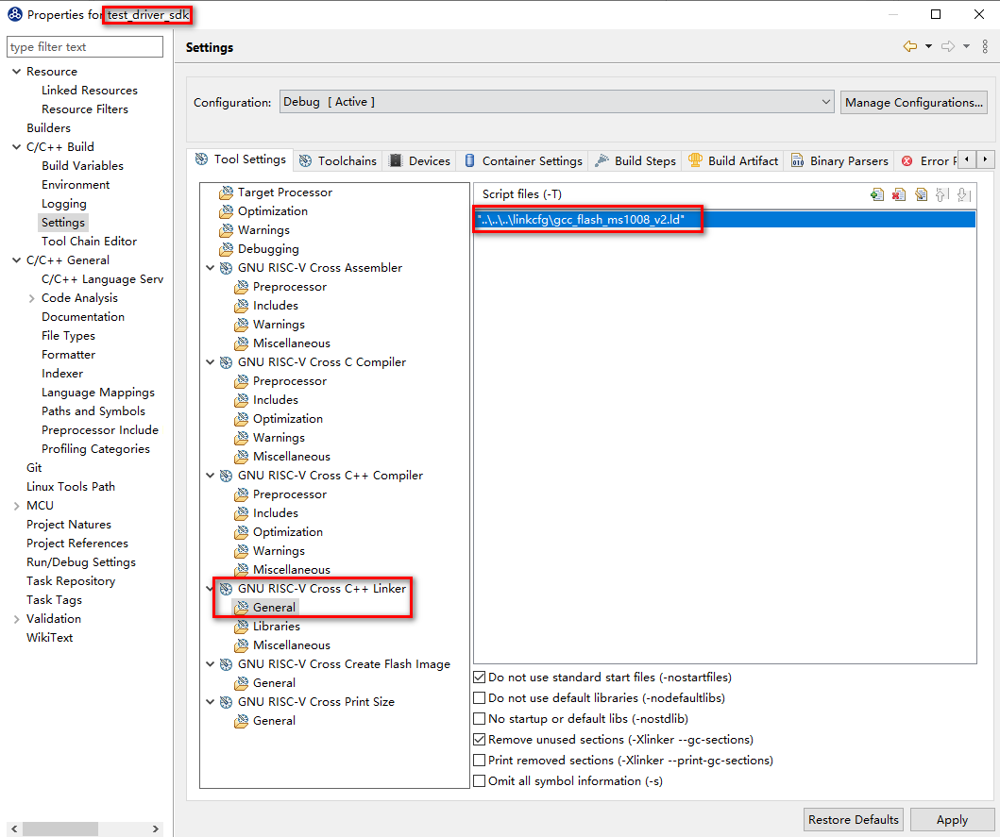 Properties for test_driver_sdk
type filter text
Resource
Linked Resources
Resource Filters
Builders
C/C++ Build
Build Variables
Environment
Logging
Settings
Tool Chain Editor
C/C++ General
C/C++ Language Serv
Code Analysis
Documentation
File Types
Formatter
Indexer
Language Mappings
Paths and Symbols
Preprocessor Include
Profiling Categories
Git
Linux Tools Path
MCU
Project Natures
Project References
Run/Debug Settings
Task Repository
Task Tags
Validation
WikiText
Settings
Configuration: Debug [ Active ] Manage Configurations...
Tool Settings Toolchains Devices Container Settings Build Steps Build Artifact Binary Parsers Error P
Target Processor
Optimization
Warnings
Debugging
GNU RISC-V Cross Assembler
Preprocessor
Includes
Warnings
Miscellaneous
GNU RISC-V Cross C Compiler
Preprocessor
Includes
Optimization
Warnings
Miscellaneous
GNU RISC-V Cross C++ Compiler
Preprocessor
Includes
Optimization
Warnings
Miscellaneous
GNU RISC-V Cross C++ Linker
General
Libraries
Miscellaneous
GNU RISC-V Cross Create Flash Image
General
GNU RISC-V Cross Print Size
General
Script files (-T)
"..\..\..\linkcfg\gcc_flash_ms1008_v2.ld"
Do not use standard start files (-nostartfiles)
Do not use default libraries (-nodefaultlibs)
No startup or default libs (-nostdlib)
Remove unused sections (-Xlinker --gc-sections)
Print removed sections (-Xlinker --print-gc-sections)
Omit all symbol information (-s)
Restore Defaults Apply